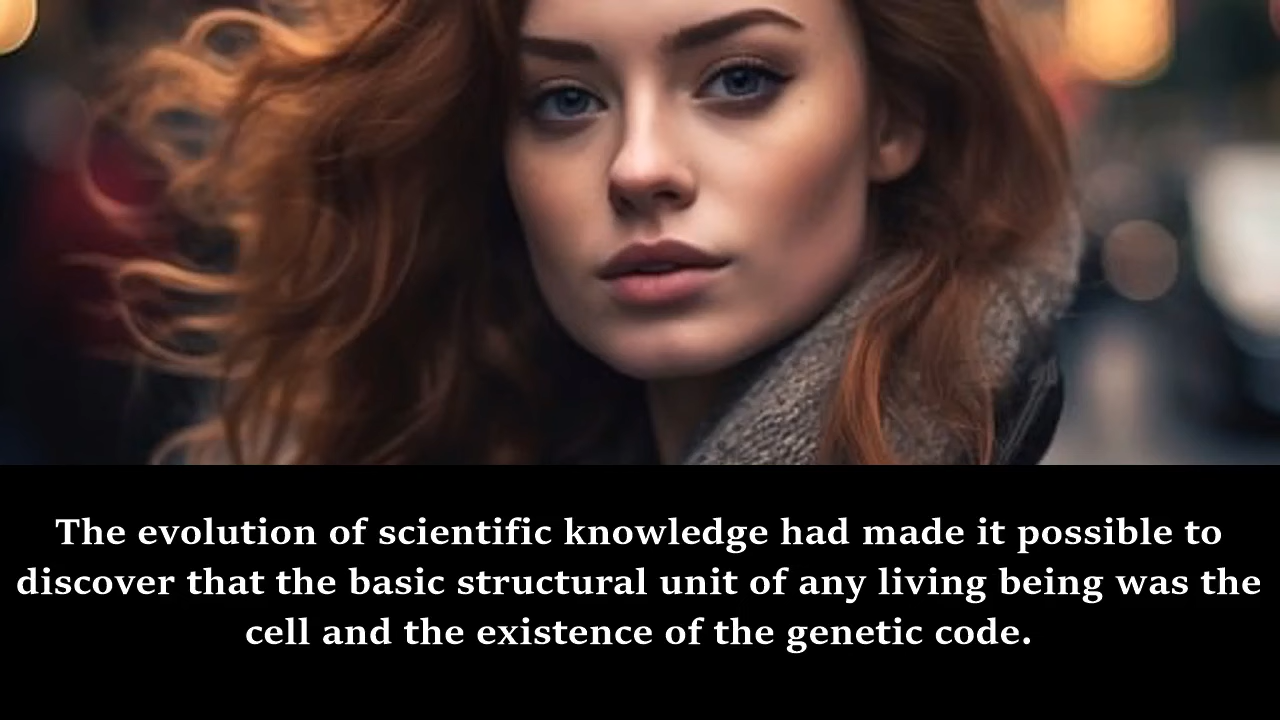 The evolution of scientific knowledge had made it possible to
discover that the basic structural unit of any living being was the
cell and the existence of the genetic code.